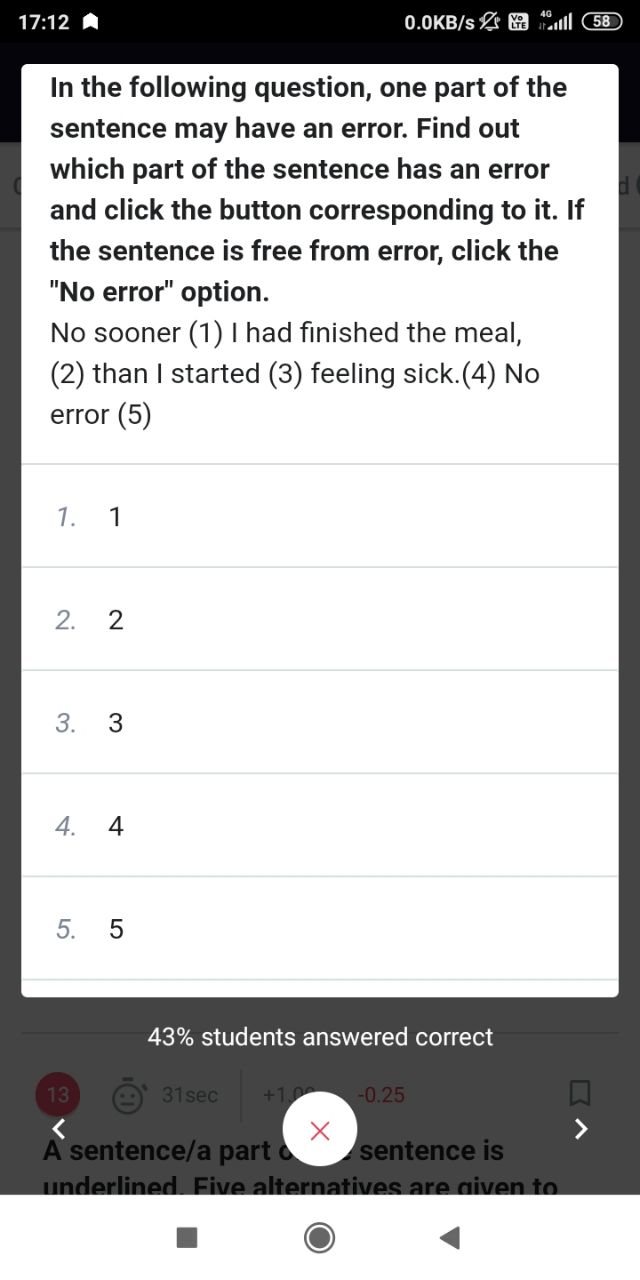 17:12 0.0KB/s Vo LTE 4G 58
In the following question, one part of the
sentence may have an error. Find out
which part of the sentence has an error
and click the button corresponding to it. If
the sentence is free from error, click the
"No error" option.
No sooner (1) I had finished the meal,
(2) than I started (3) feeling sick.(4) No
error (5)
1. 1
2. 2
3. 3
4. 4
5. 5
43% students answered correct
13 31sec +1.00 -0.25
A sentence/a part sentence is
underlined. Five alternatives are given to